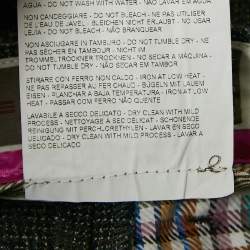 AGUA - DO NOT WASH WITH WATER - NÃO LAVAR EM AGUA
NON CANDEGGIARE - DO NOT BLEACH - NE PAS UTILISER
DE L'EAU DE JAVEL - BLEICHEN NICHT ERLAUBT - NO USAR
LEJIA - DO NOT BLEACH - NÃO BRANQUEAR
NON ASCIUGARE IN TAMBURO - DO NOT TUMBLE DRY - NE
PAS SÉCHER EN TAMBOUR - NICHT IM
TROMMELTROCKNER TROCKNEN - NO SECAR A MAQUINA -
DO NOT TUMBLE DRY - NÃO SECAR EM TAMBOR
STIRARE CON FERRO NON CALDO - IRON AT LOW HEAT - NE
PAS REPASSER AU FER CHAUD - BÜGELN MIT LAUEN
EISEN - PLANCHAR A BAJA TEMPERATURA - IRON AT LOW
HEAT - PASSAR COM FERRO NÃO QUENTE
LAVABILE A SECCO DELICATO - DRY CLEAN WITH MILD
PROCESS - NETTOYAGE A SEC DELICAT - SCHONENDE
REINIGUNG MIT PERCHLORETHYLEN - LAVAR EN SECO
DELICADO - DRY CLEAN WITH MILD PROCESS - LAVAR A
SECO DELICADO